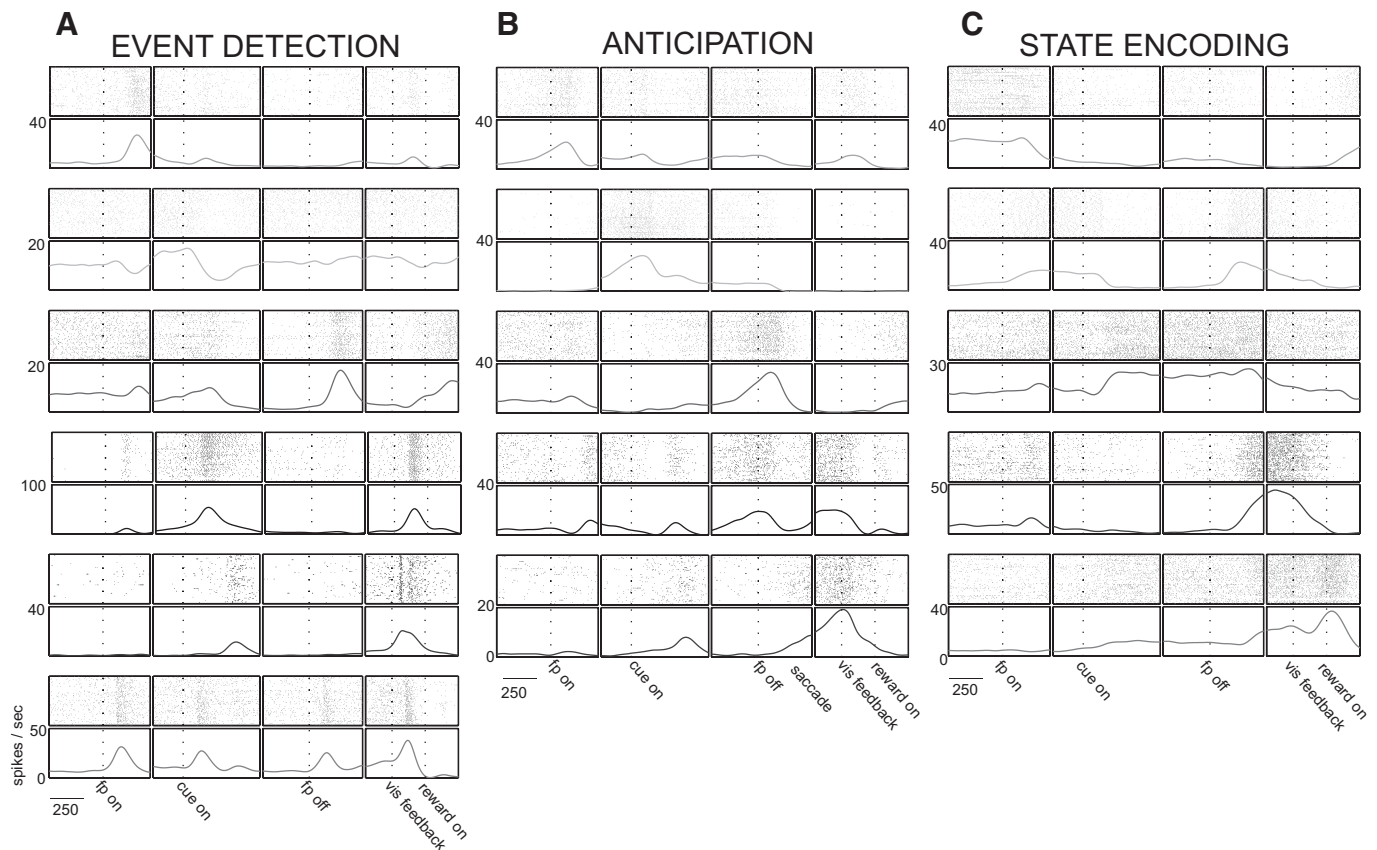 A
EVENT DETECTION
B
ANTICIPATION
C
STATE ENCODING
40
20
20
100
40
50
0
spikes / sec
250
fp on
cue on
fp off
vis feedback
reward on
40
40
40
40
20
0
250
fp on
cue on
fp off
saccade
vis feedback
reward on
40
40
30
50
40
0
250
fp on
cue on
fp off
vis feedback
reward on